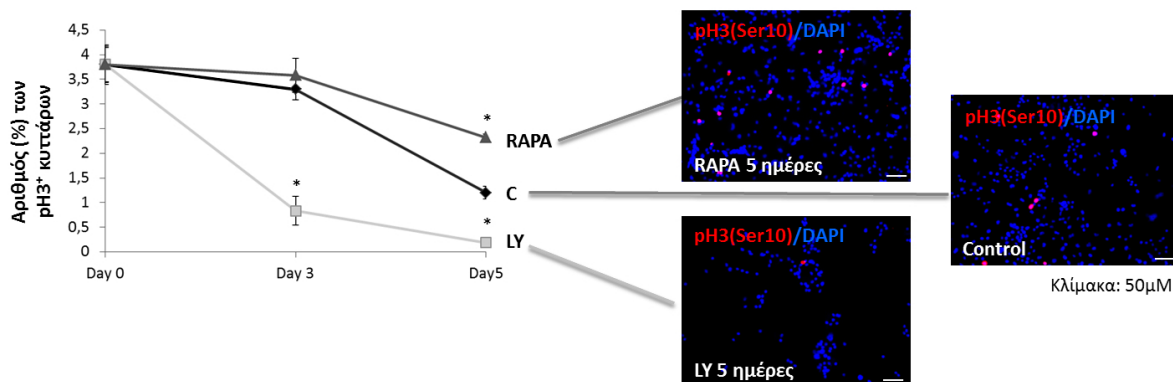 Αριθμός (%) των
pH3⁺ κυττάρων
4,5
4
3,5
3
2,5
2
1,5
1
0,5
0
Day 0
Day 3
Day5
*
*
*
RAPA
C
LY
pH3(Ser10)/DAPI
RAPA 5 ημέρες
pH3(Ser10)/DAPI
LY 5 ημέρες
pH3(Ser10)/DAPI
Control
Κλίμακα: 50μM